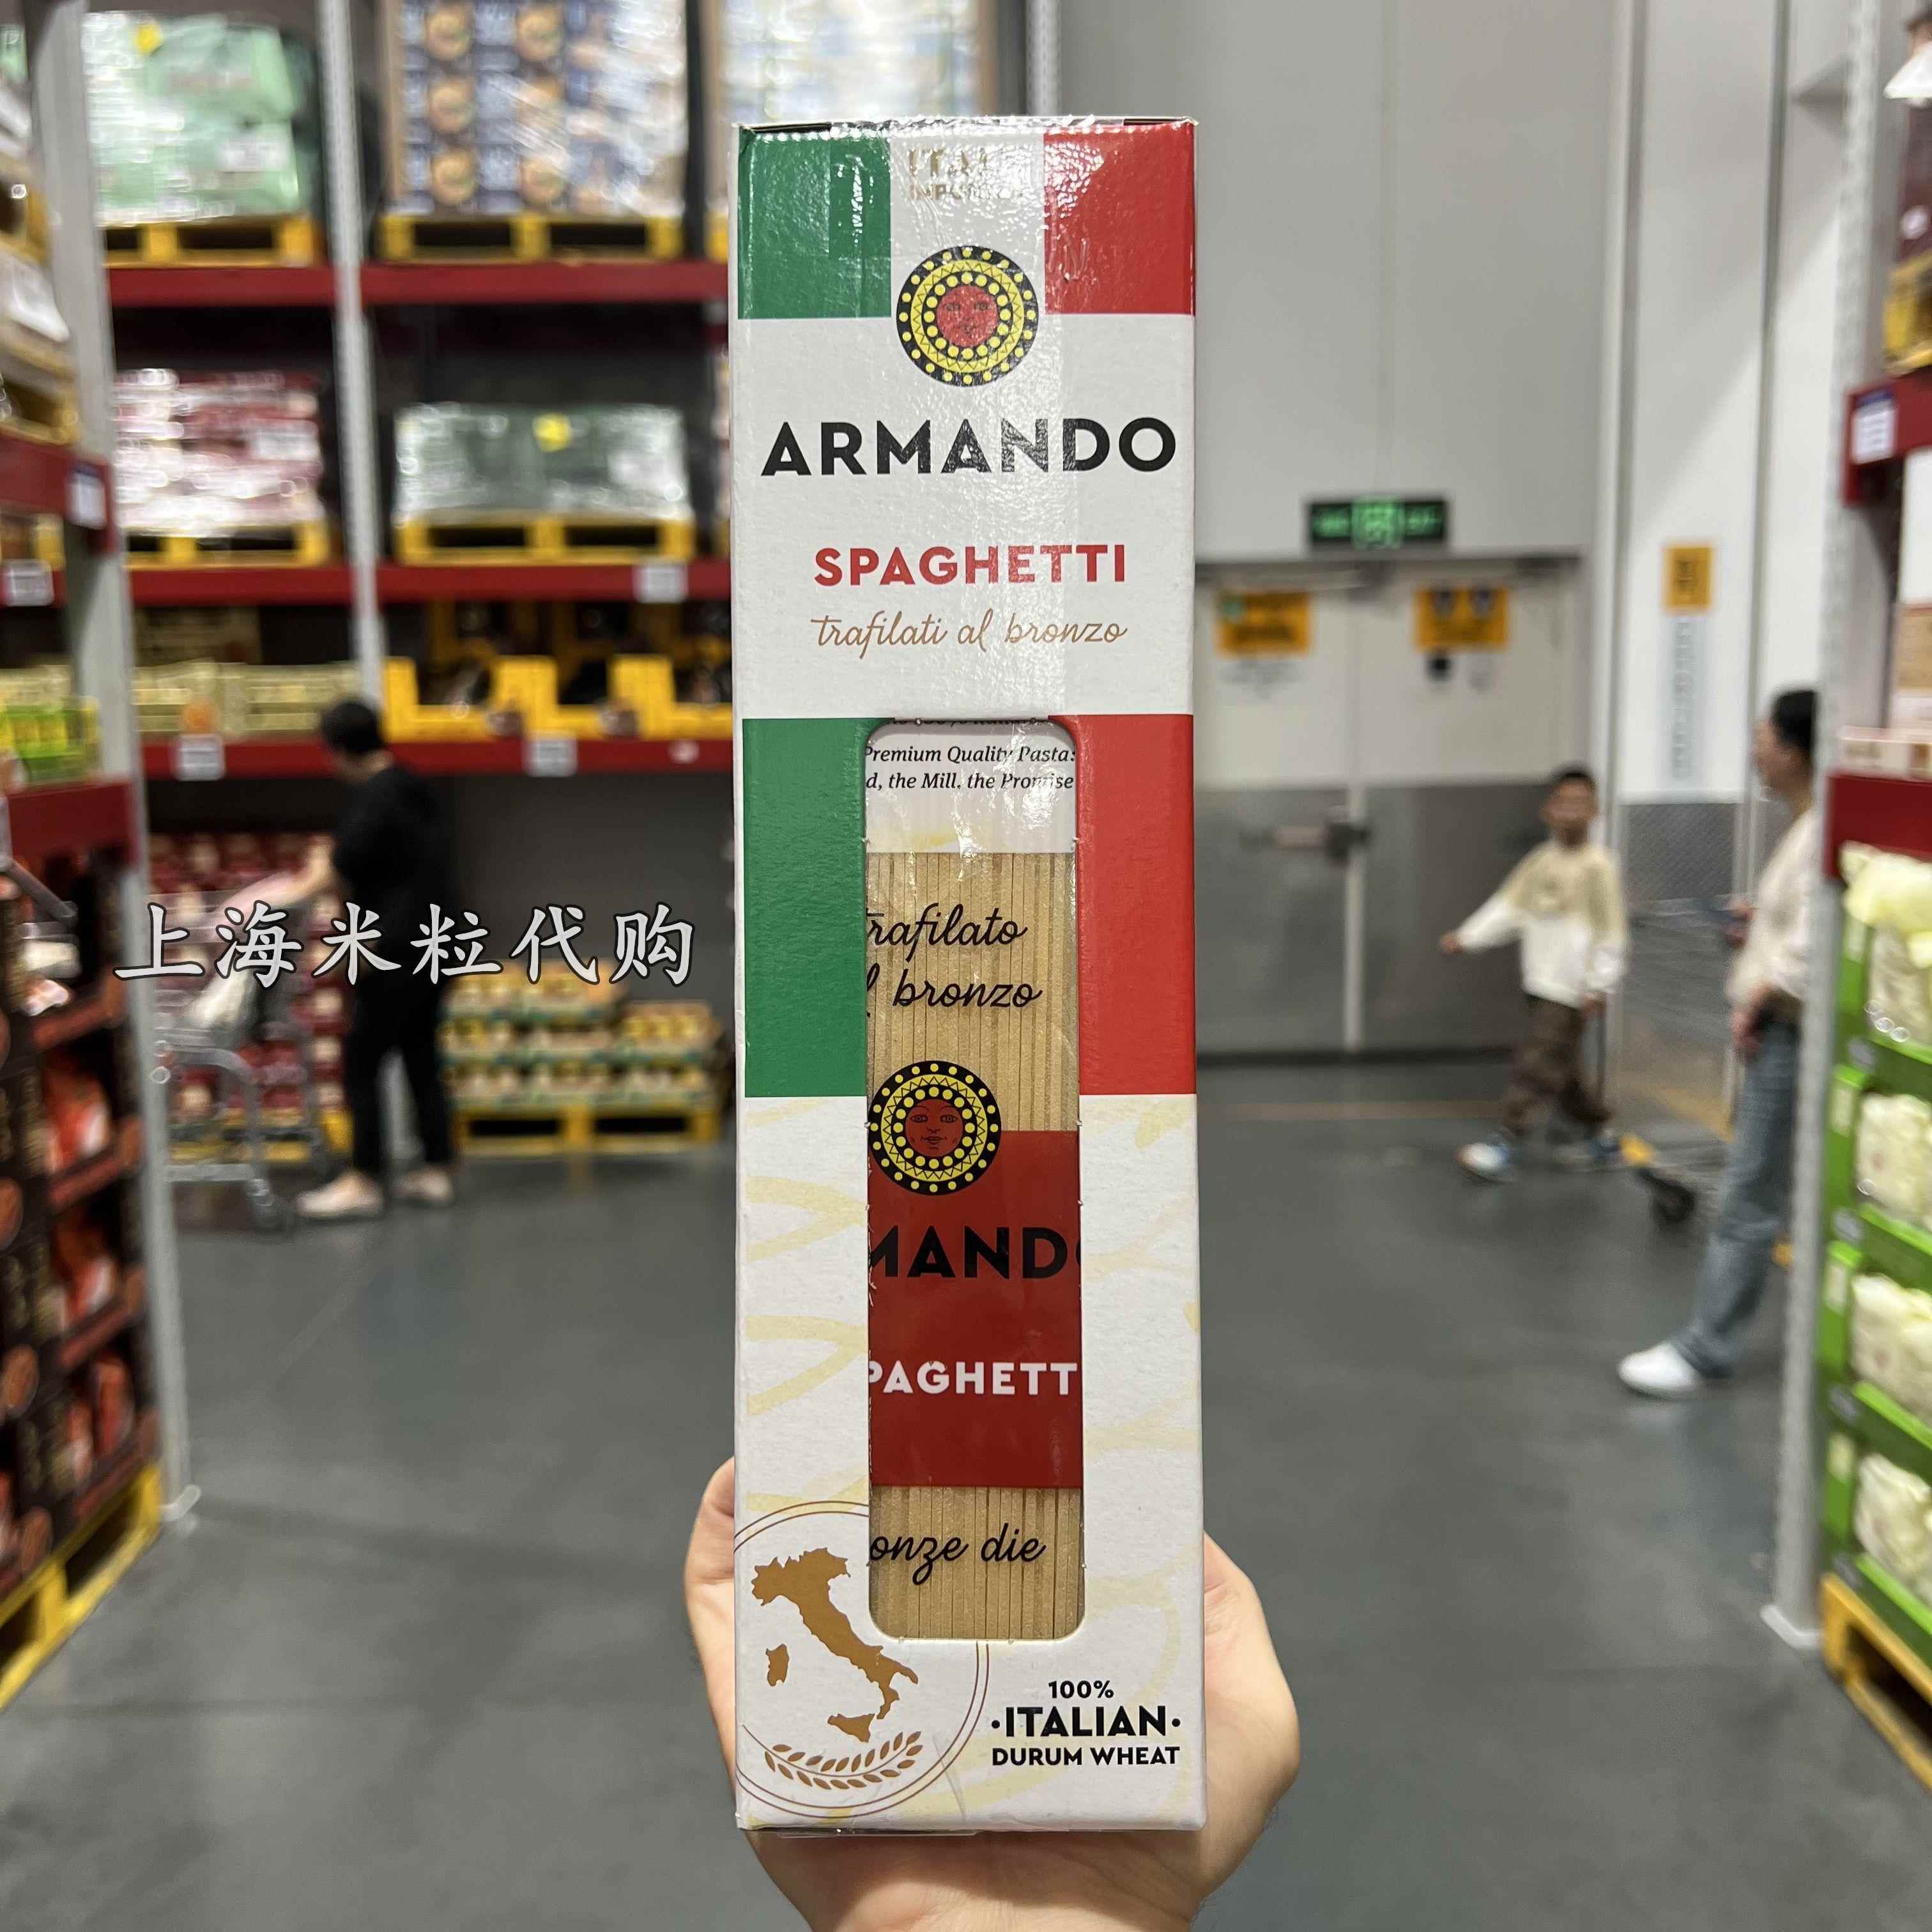 ARMANDO
SPAGHETTI
trafilati al bronzo
Premium Quality Pasta:
d, the Mill, the Promise
trafilato
l bronzo
上海米粒代购
MANDO
PAGHETT
onze die
100%
·ITALIAN·
DURUM WHEAT